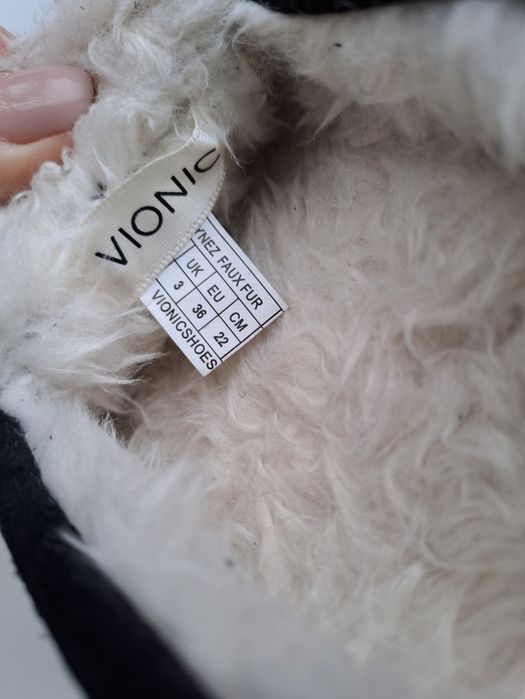 VIONIC
YNEZ FAUX FUR
UK EU CM
3 36 22
VIONICSHOES